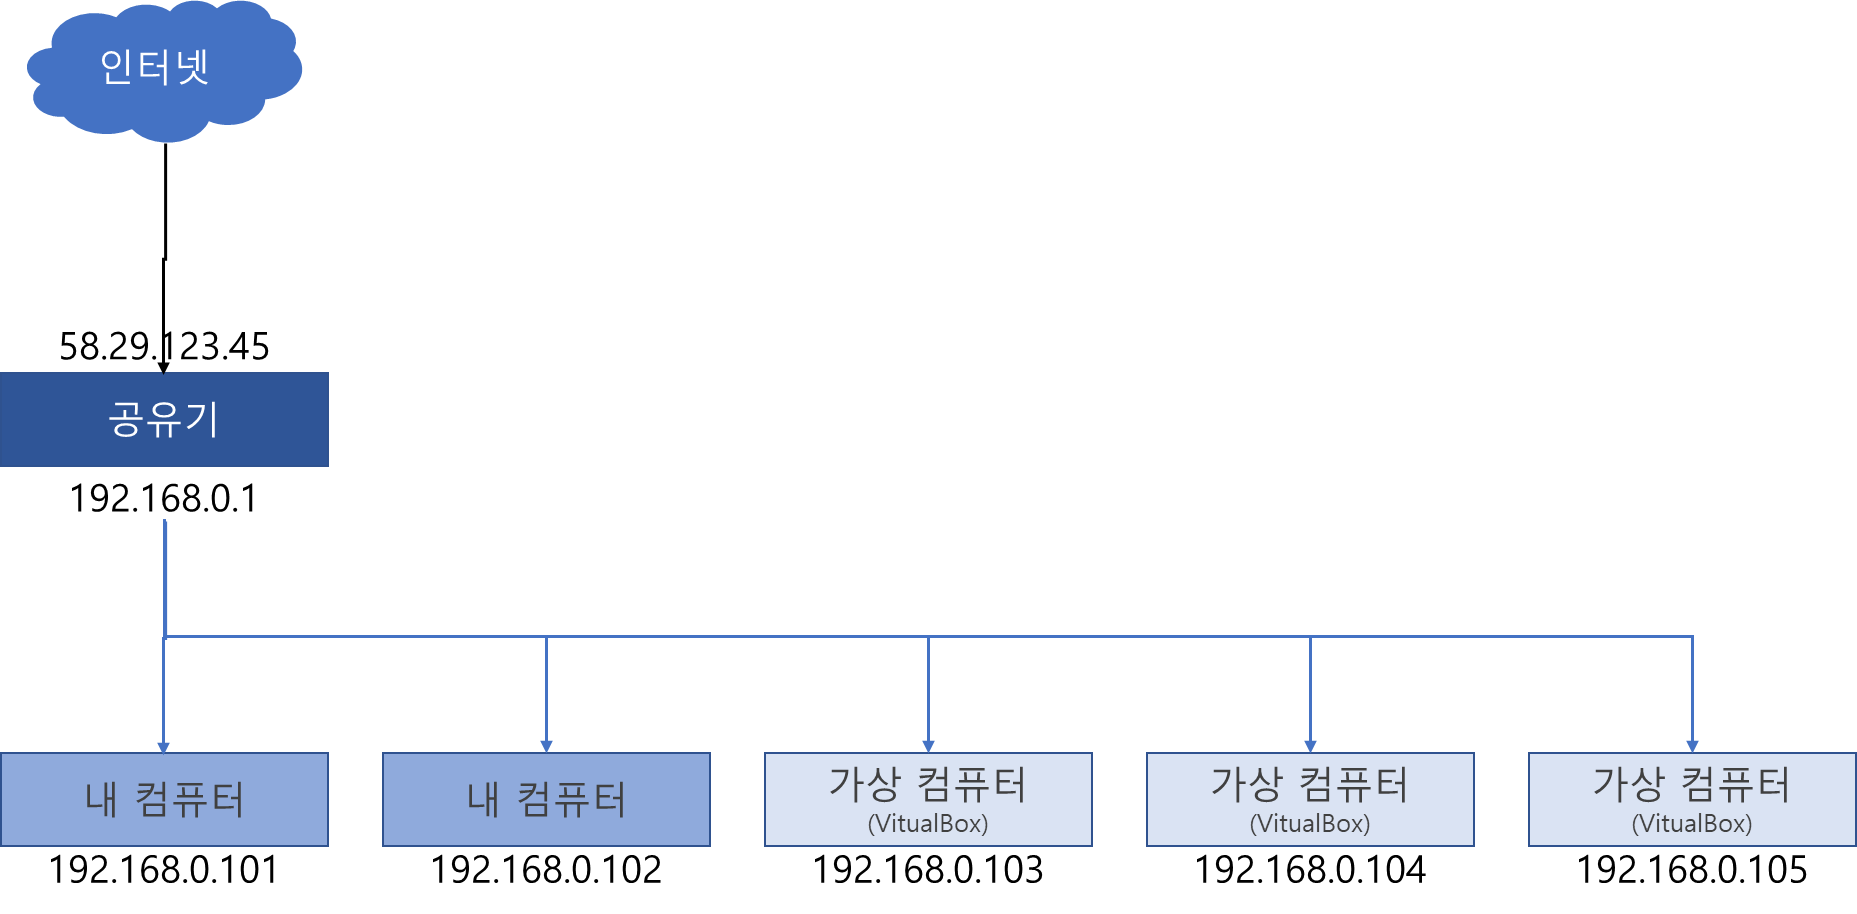 인터넷
58.29.123.45
공유기
192.168.0.1
내 컴퓨터
192.168.0.101
내 컴퓨터
192.168.0.102
가상 컴퓨터
(VitualBox)
192.168.0.103
가상 컴퓨터
(VitualBox)
192.168.0.104
가상 컴퓨터
(VitualBox)
192.168.0.105